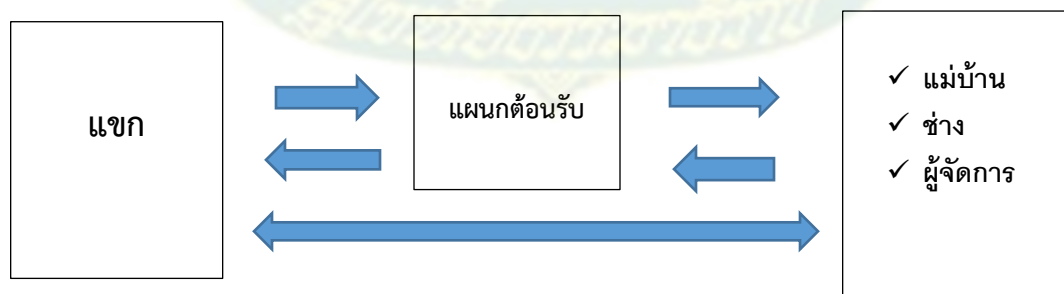 แขก
แผนกต้อนรับ
✓ แม่บ้าน
✓ ช่าง
✓ ผู้จัดการ